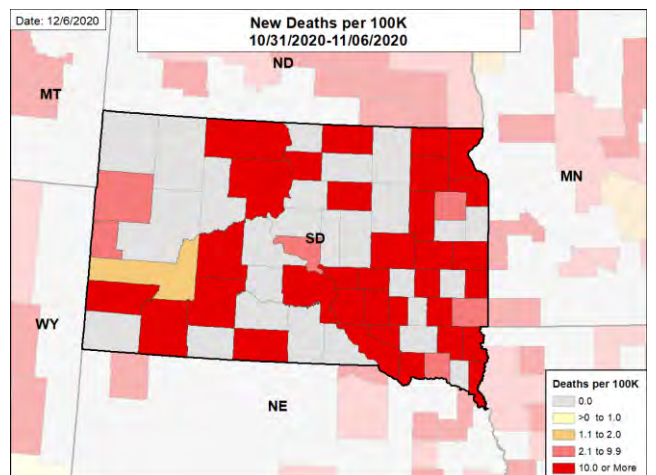 Date: 12/6/2020
New Deaths per 100K
10/31/2020-11/06/2020
ND
MT
MN
SD
WY
NE
Deaths per 100K
0.0
>0 to 1.0
1.1 to 2.0
2.1 to 9.9
10.0 or More